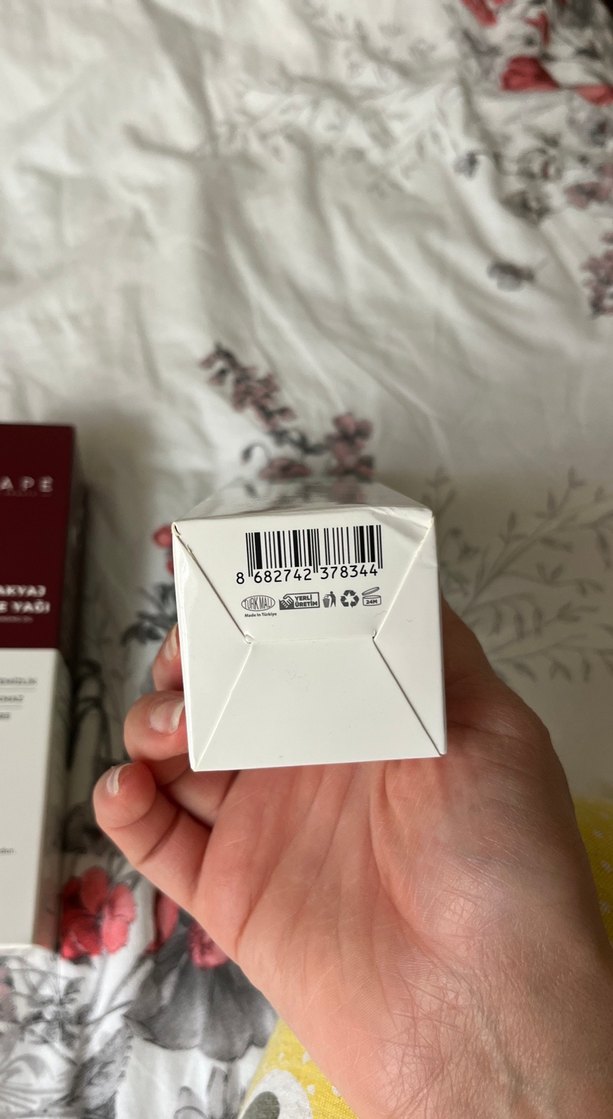 8 682742 378344
TÜRK MALI
YERLİ
ÜRETİM
24M
Made in Türkiye
APE
AKYAJ
E YAĞI